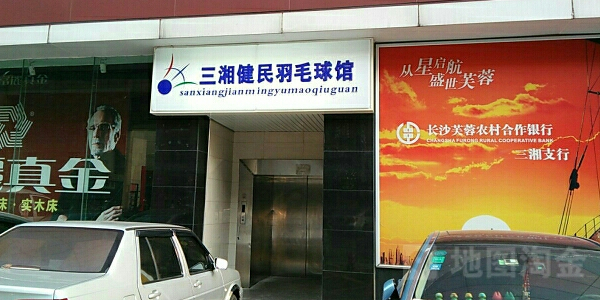 三湘健民羽毛球馆
sanxiangjianmingyumaoqiuguan
从星启航
盛世芙蓉
长沙芙蓉农村合作银行
CHANGSHA FURONG RURAL COOPERATIVE BANK
三湘支行
真金
床·实木床
地图淘金